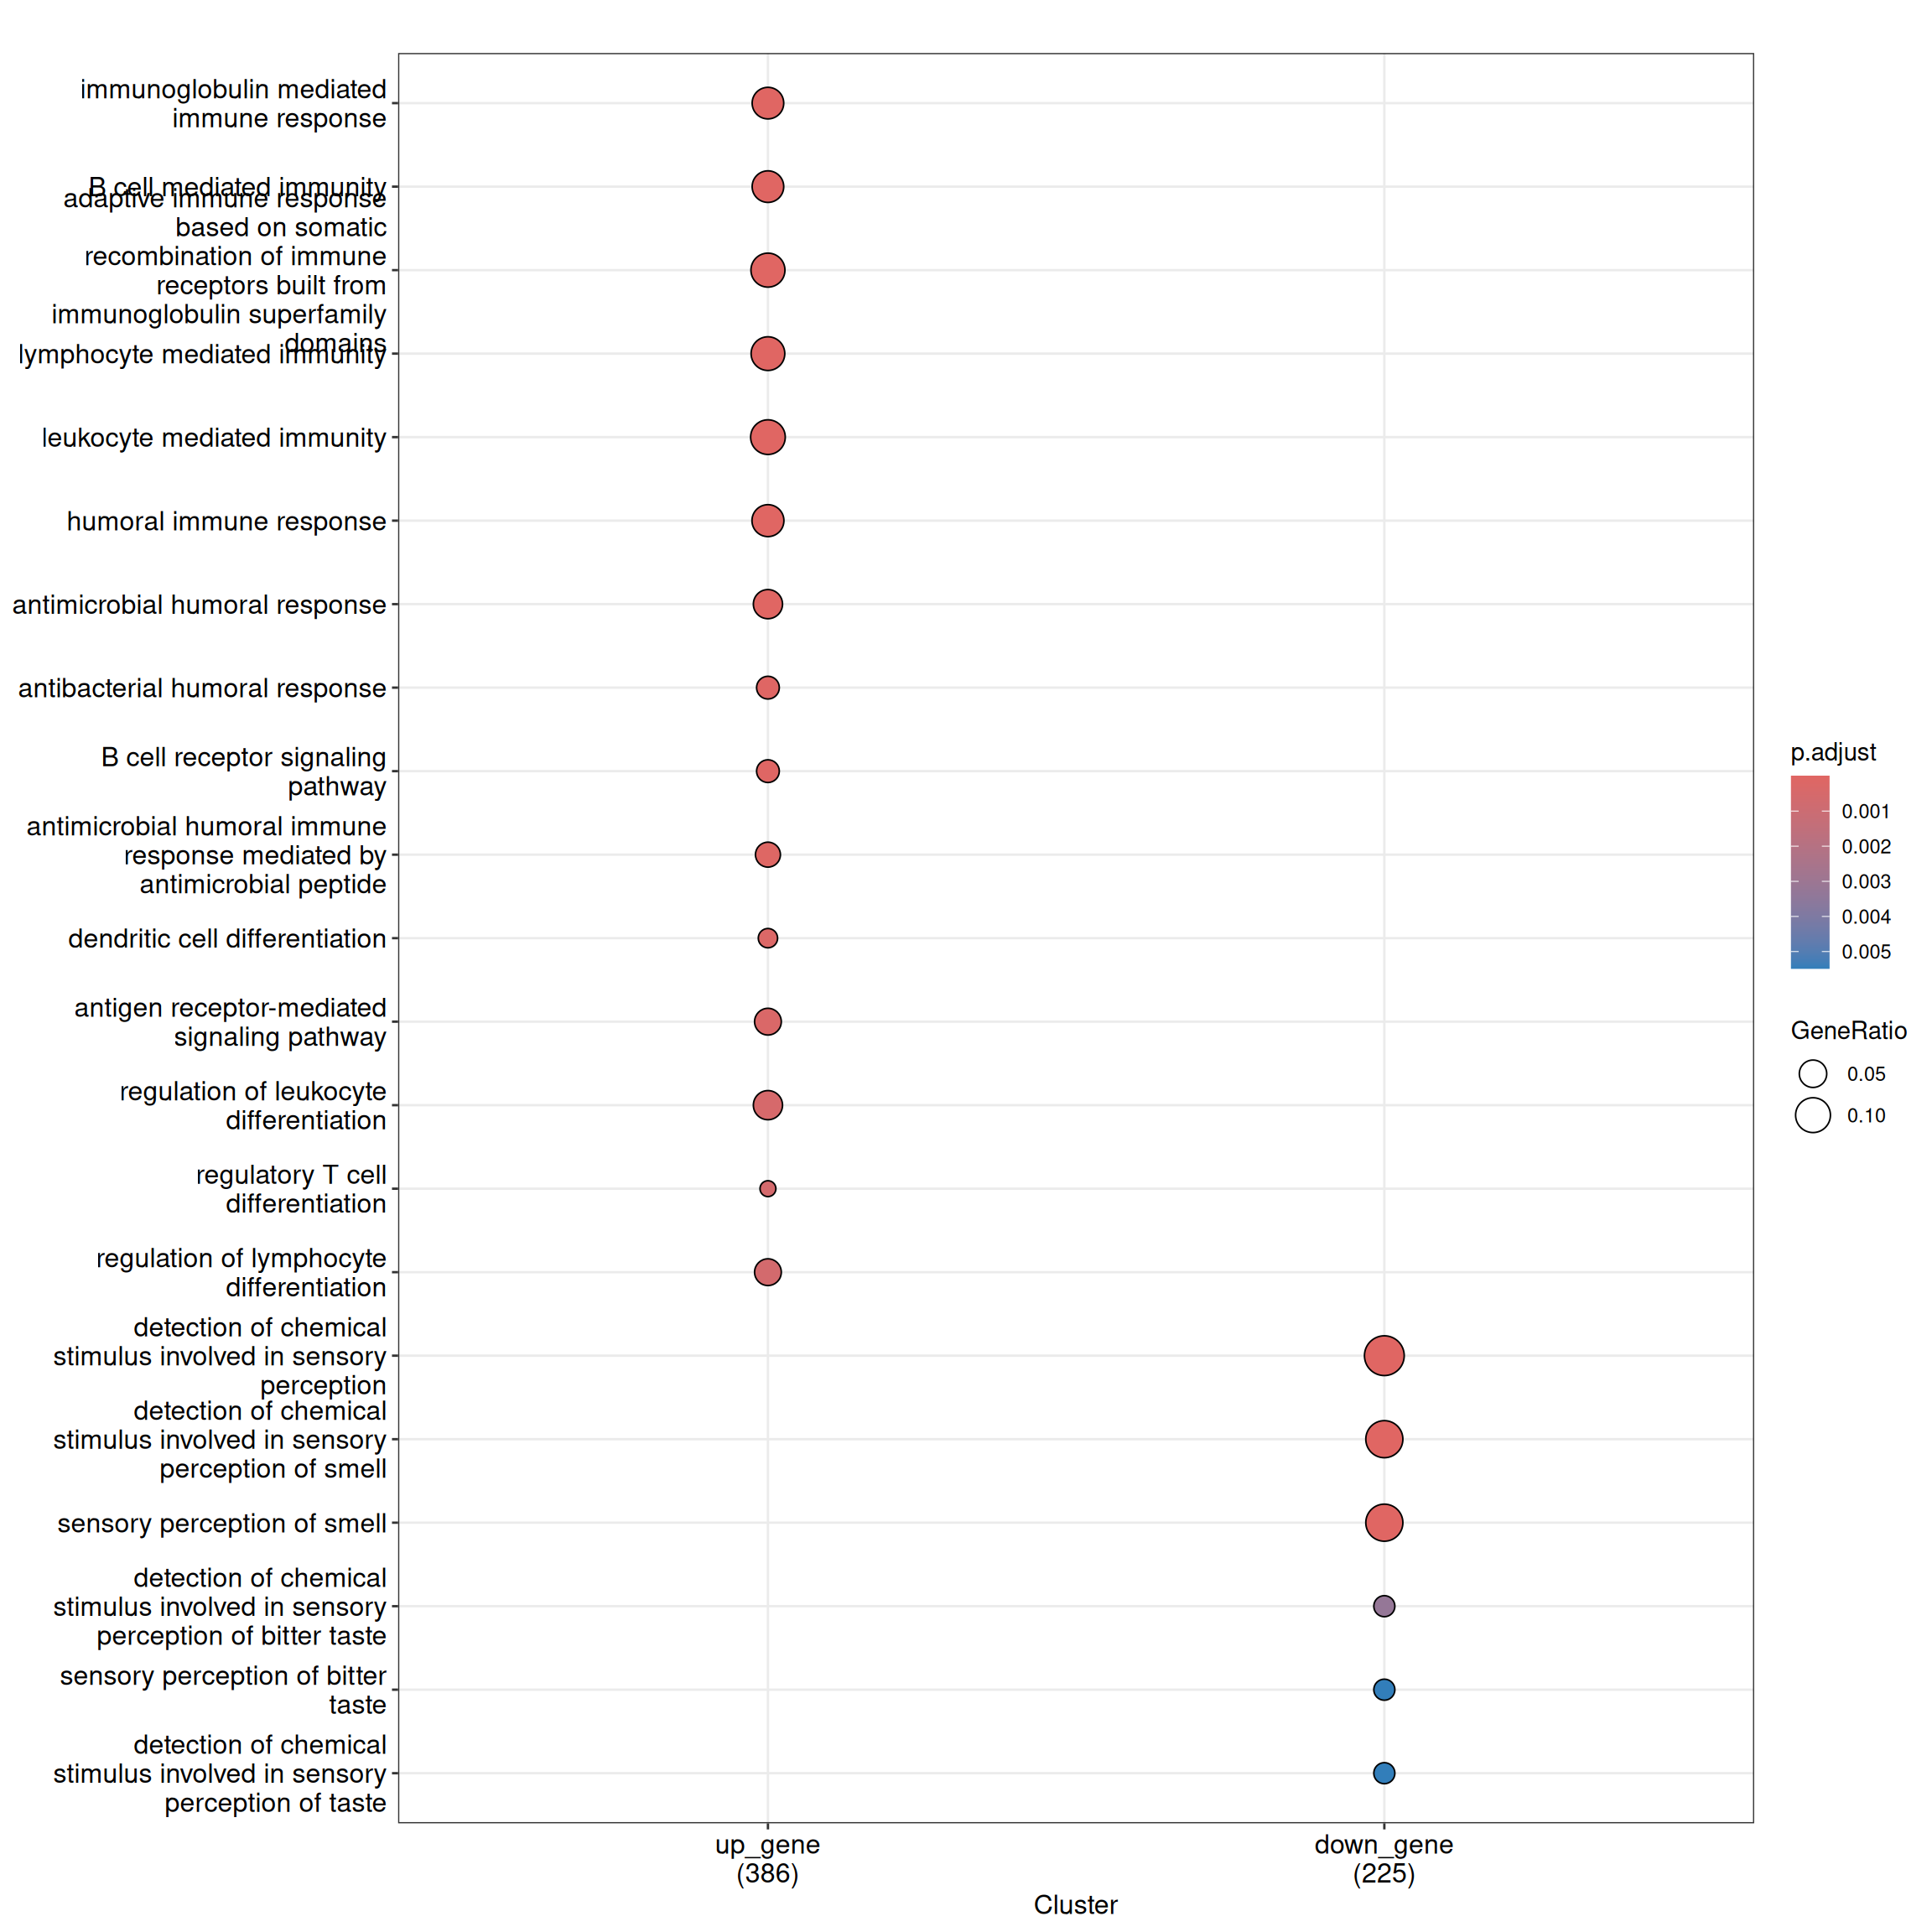 immunoglobulin mediated
immune response
B cell mediated immunity
adaptive immune response
based on somatic
recombination of immune
receptors built from
immunoglobulin superfamily
domains
lymphocyte mediated immunity
leukocyte mediated immunity
humoral immune response
antimicrobial humoral response
antibacterial humoral response
B cell receptor signaling
pathway
antimicrobial humoral immune
response mediated by
antimicrobial peptide
dendritic cell differentiation
antigen receptor-mediated
signaling pathway
regulation of leukocyte
differentiation
regulatory T cell
differentiation
regulation of lymphocyte
differentiation
detection of chemical
stimulus involved in sensory
perception
detection of chemical
stimulus involved in sensory
perception of smell
sensory perception of smell
detection of chemical
stimulus involved in sensory
perception of bitter taste
sensory perception of bitter
taste
detection of chemical
stimulus involved in sensory
perception of taste
up_gene
(386)
down_gene
(225)
Cluster
p.adjust
0.001
0.002
0.003
0.004
0.005
GeneRatio
0.05
0.10